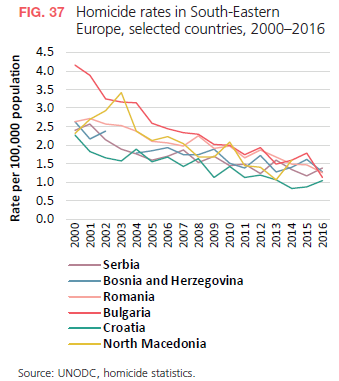 FIG. 37 Homicide rates in South-Eastern
Europe, selected countries, 2000–2016
Rate per 100,000 population
4.5
4.0
3.5
3.0
2.5
2.0
1.5
1.0
0.5
0.0
2000 2001 2002 2003 2004 2005 2006 2007 2008 2009 2010 2011 2012 2013 2014 2015 2016
Serbia
Bosnia and Herzegovina
Romania
Bulgaria
Croatia
North Macedonia
Source: UNODC, homicide statistics.